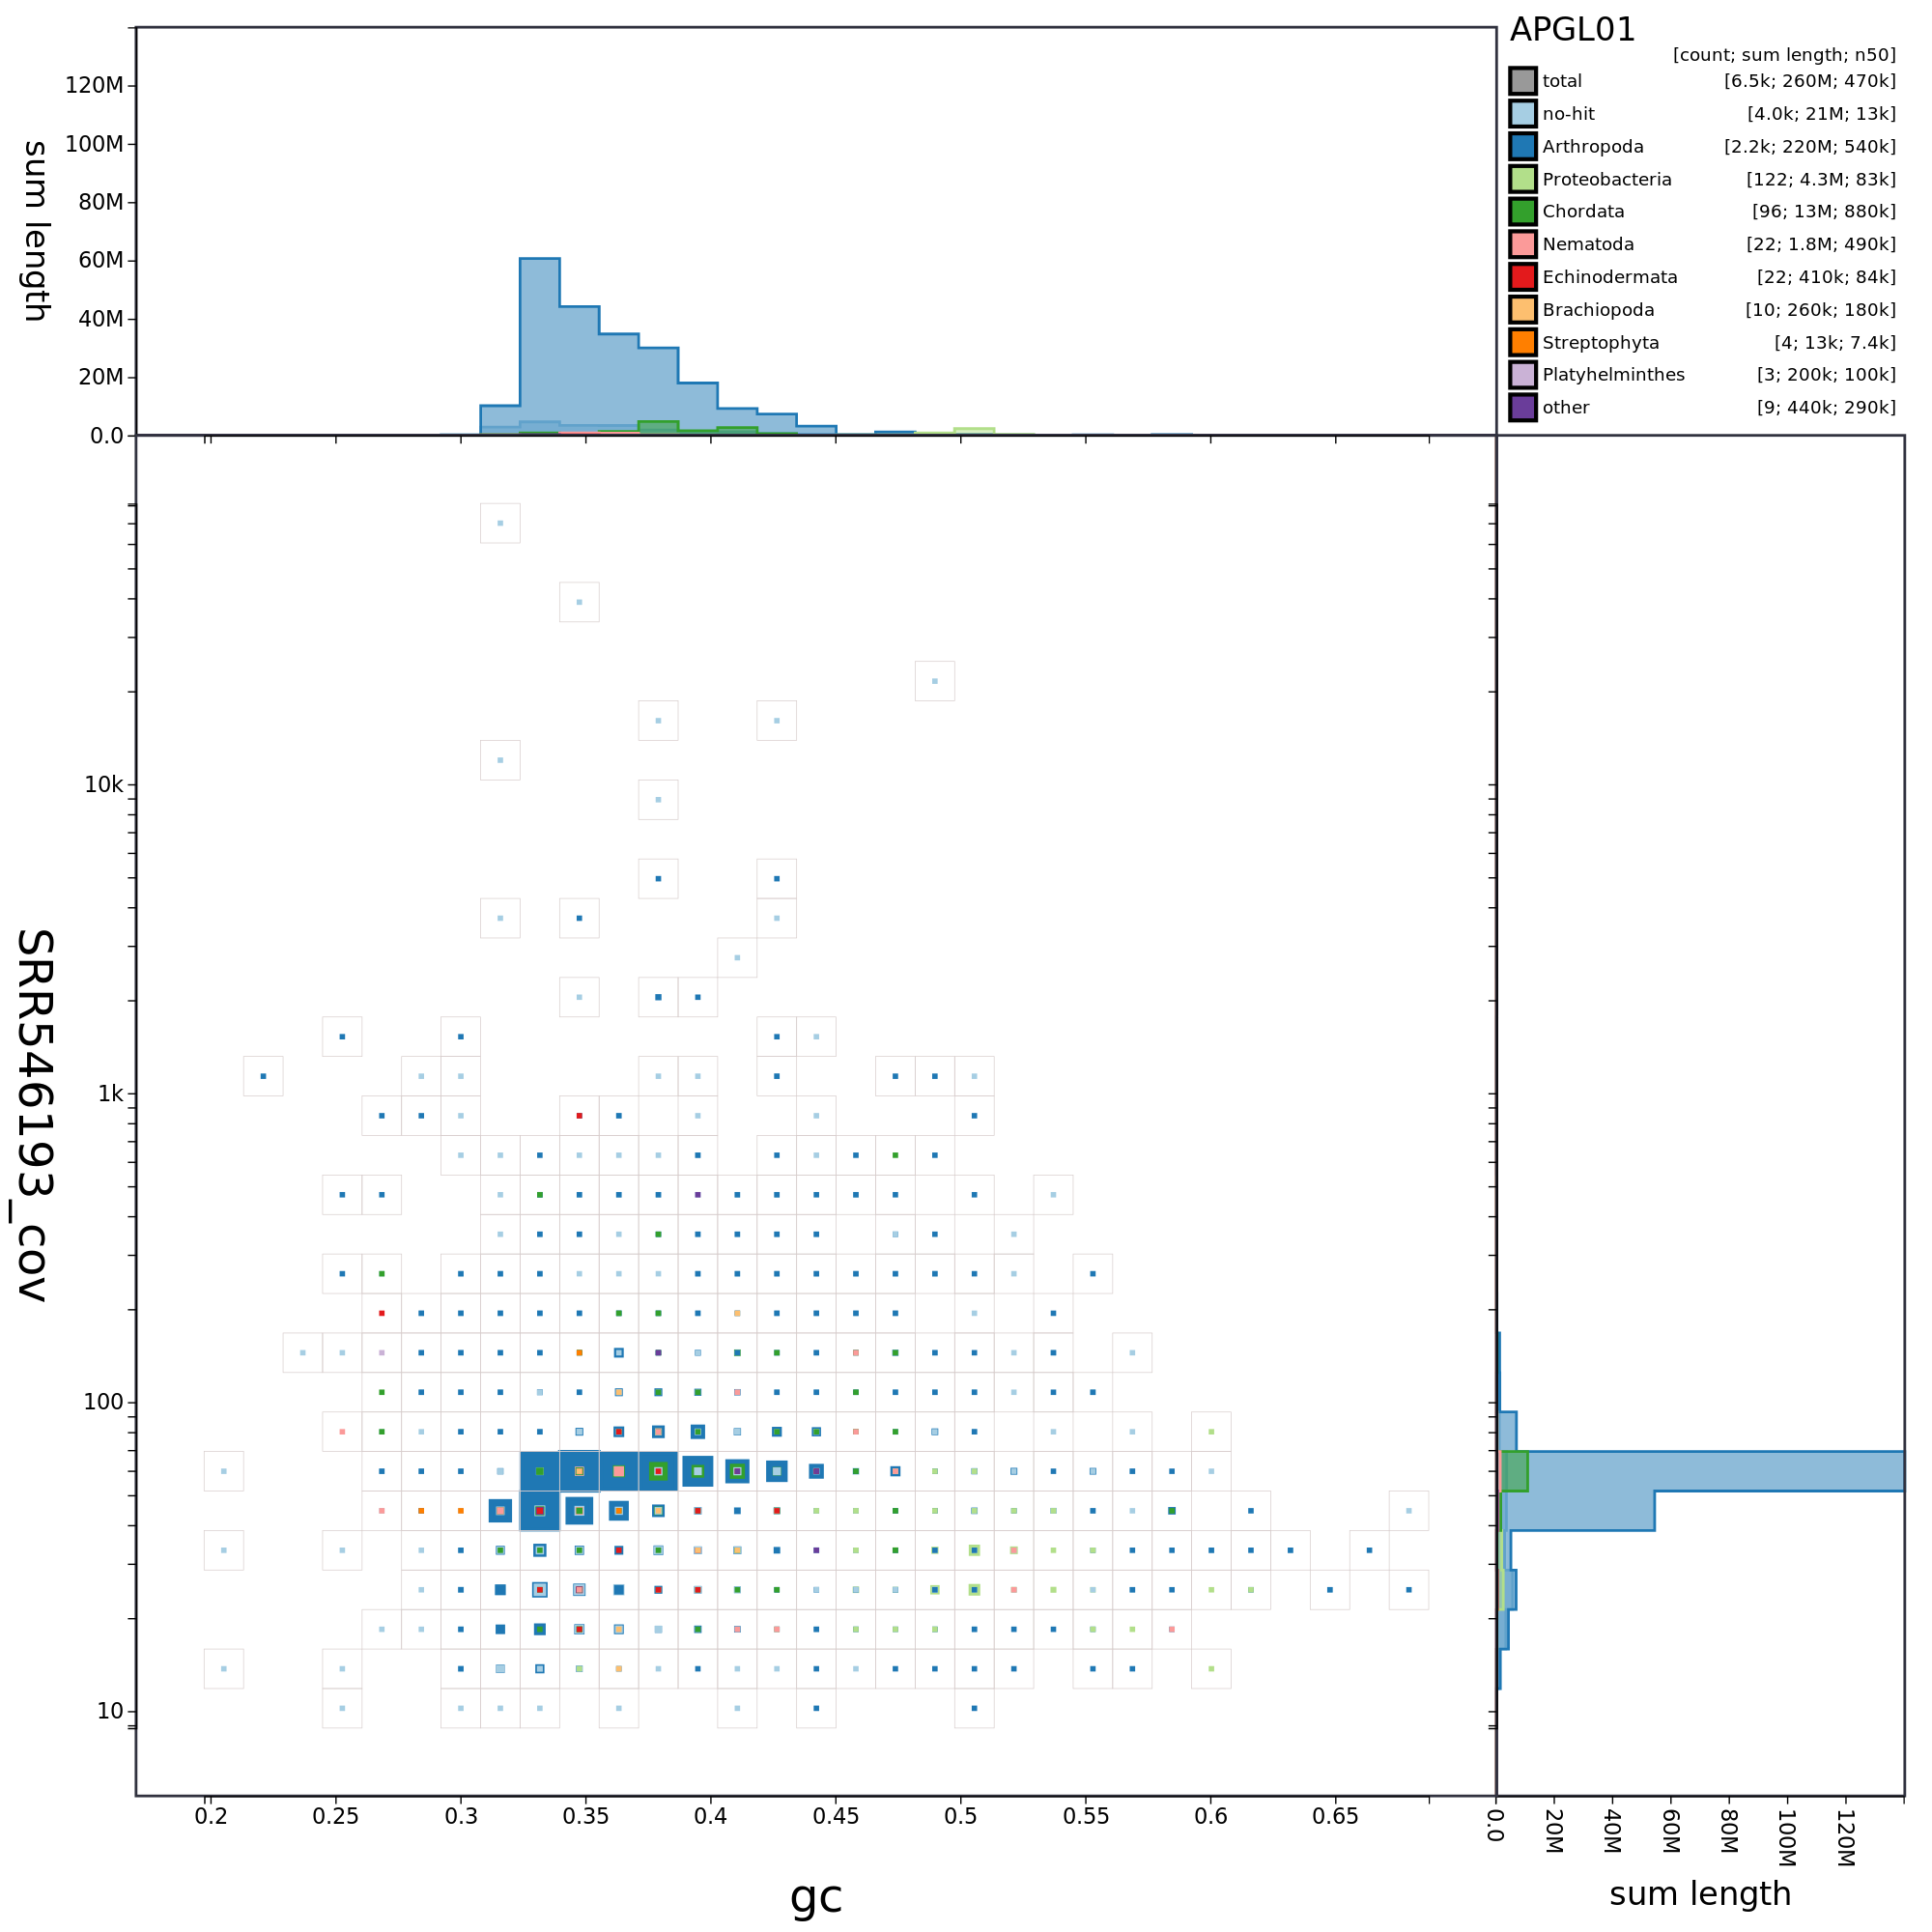 APGL01
[count; sum length; n50]
total [6.5k; 260M; 470k]
no-hit [4.0k; 21M; 13k]
Arthropoda [2.2k; 220M; 540k]
Proteobacteria [122; 4.3M; 83k]
Chordata [96; 13M; 880k]
Nematoda [22; 1.8M; 490k]
Echinodermata [22; 410k; 84k]
Brachiopoda [10; 260k; 180k]
Streptophyta [4; 13k; 7.4k]
Platyhelminthes [3; 200k; 100k]
other [9; 440k; 290k]
sum length
120M
100M
80M
60M
40M
20M
0.0
SRR546193_cov
10k
1k
100
10
0.2 0.25 0.3 0.35 0.4 0.45 0.5 0.55 0.6 0.65
gc
0.0 20M 40M 60M 80M 100M 120M
sum length